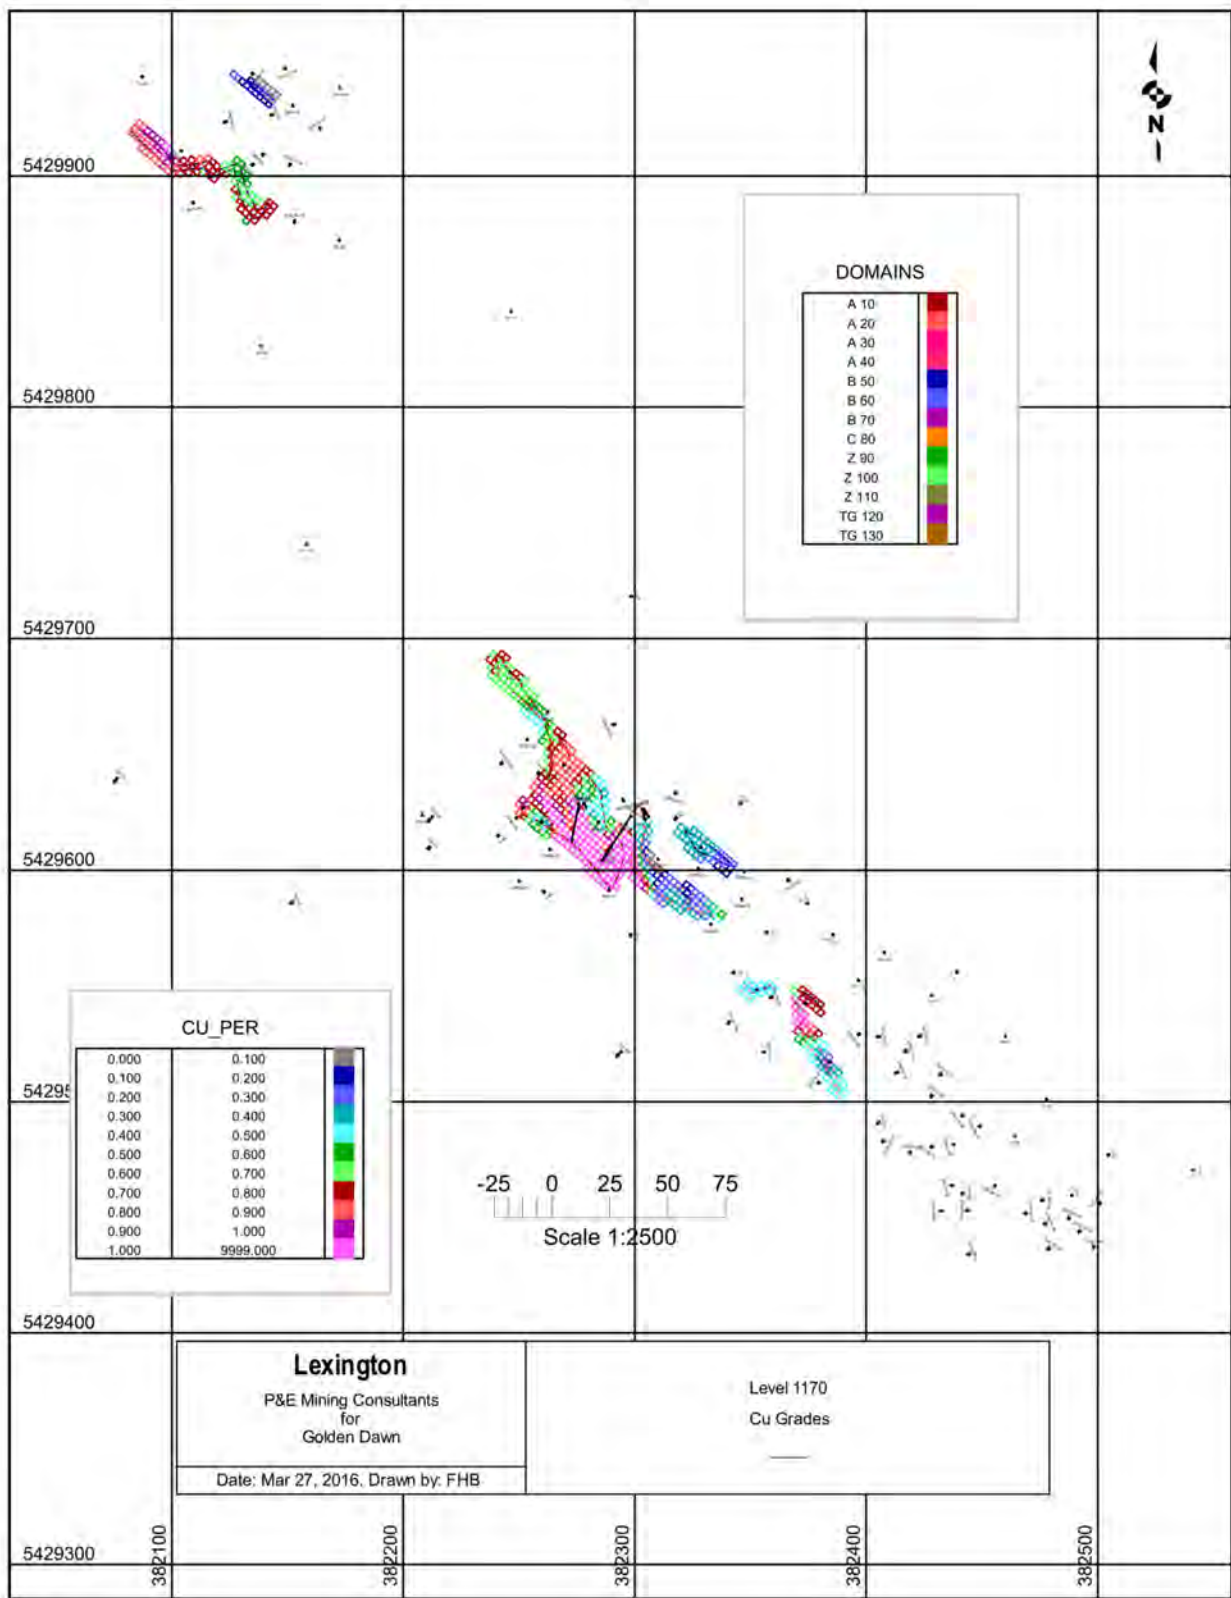 N
5429900
DOMAINS
A 10
A 20
A 30
A 40
B 50
B 60
B 70
C 80
Z 90
Z 100
Z 110
TG 120
TG 130
5429800
5429700
5429600
CU_PER
0.000 0.100
0.100 0.200
0.200 0.300
0.300 0.400
0.400 0.500
0.500 0.600
0.600 0.700
0.700 0.800
0.800 0.900
0.900 1.000
1.000 9999.000
54295
-25 0 25 50 75
Scale 1:2500
5429400
Lexington
P&E Mining Consultants
for
Golden Dawn
Date: Mar 27, 2016. Drawn by: FHB
Level 1170
Cu Grades
5429300
382100
382200
382300
382400
382500